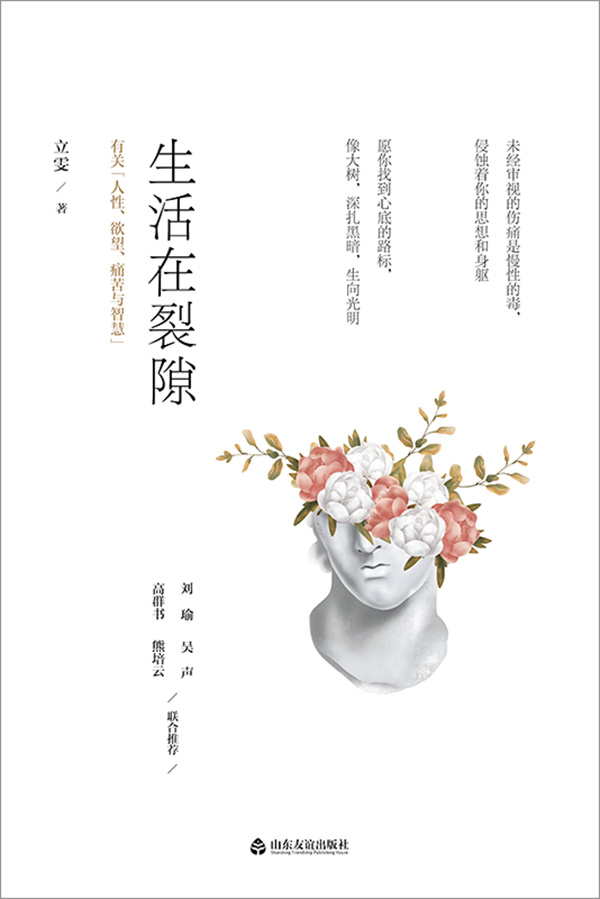 未经审视的伤痛是慢性的毒，
侵蚀着你的思想和身躯
愿你找到心底的路标，
像大树，深扎黑暗，生向光明
生活在裂隙
有关「人性、欲望、痛苦与智慧」
立雯／著
刘瑜 吴声
高群书 熊培云
／联合推荐／
山东友谊出版社
Shandong Friendship Publishing House